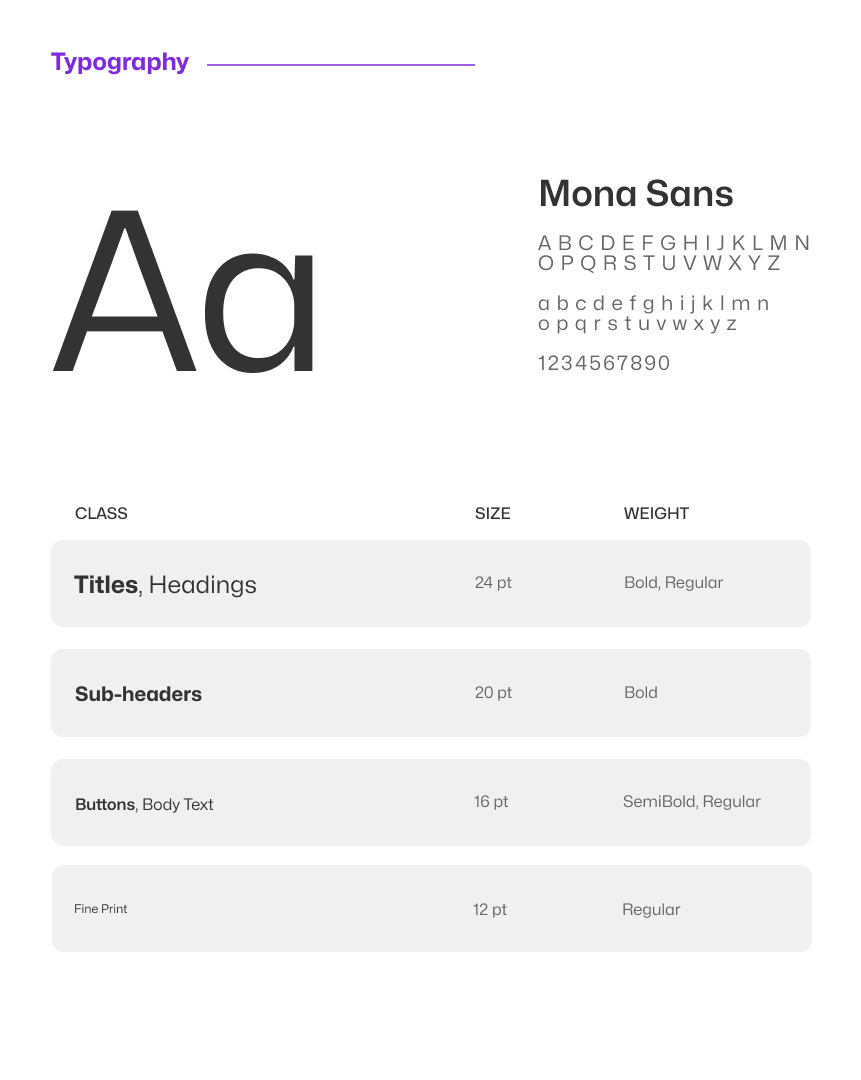 Typography
Aa
Mona Sans
A B C D E F G H I J K L M N
O P Q R S T U V W X Y Z
a b c d e f g h i j k l m n
o p q r s t u v w x y z
1234567890
CLASS SIZE WEIGHT
Titles, Headings 24 pt Bold, Regular
Sub-headers 20 pt Bold
Buttons, Body Text 16 pt SemiBold, Regular
Fine Print 12 pt Regular